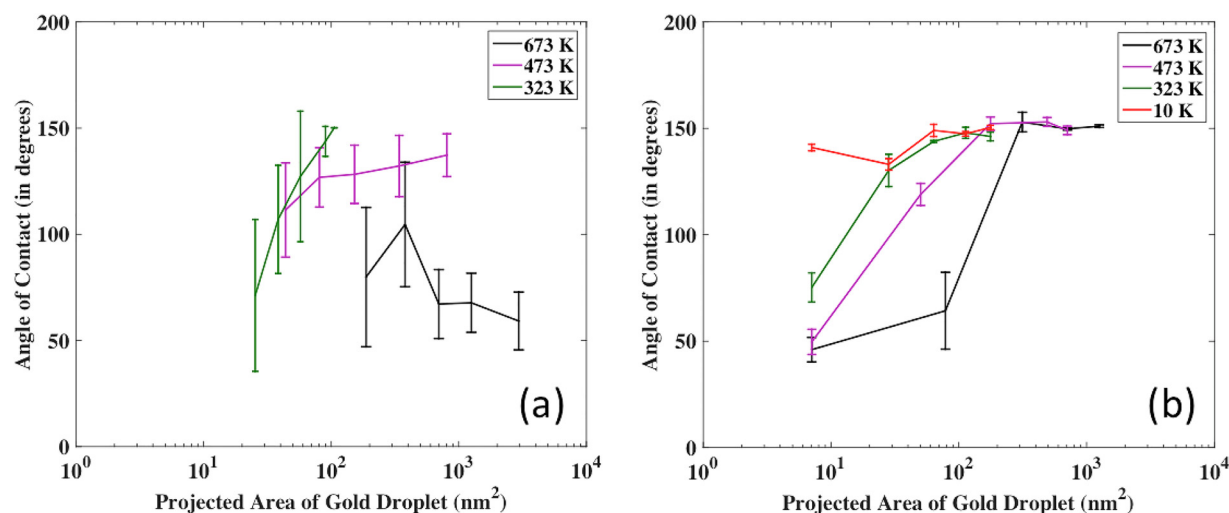 200
150
100
50
0
Angle of Contact (in degrees)
673 K
473 K
323 K
(a)
10^0 10^1 10^2 10^3 10^4
Projected Area of Gold Droplet (nm^2)
200
150
100
50
0
Angle of Contact (in degrees)
673 K
473 K
323 K
10 K
(b)
10^0 10^1 10^2 10^3 10^4
Projected Area of Gold Droplet (nm^2)